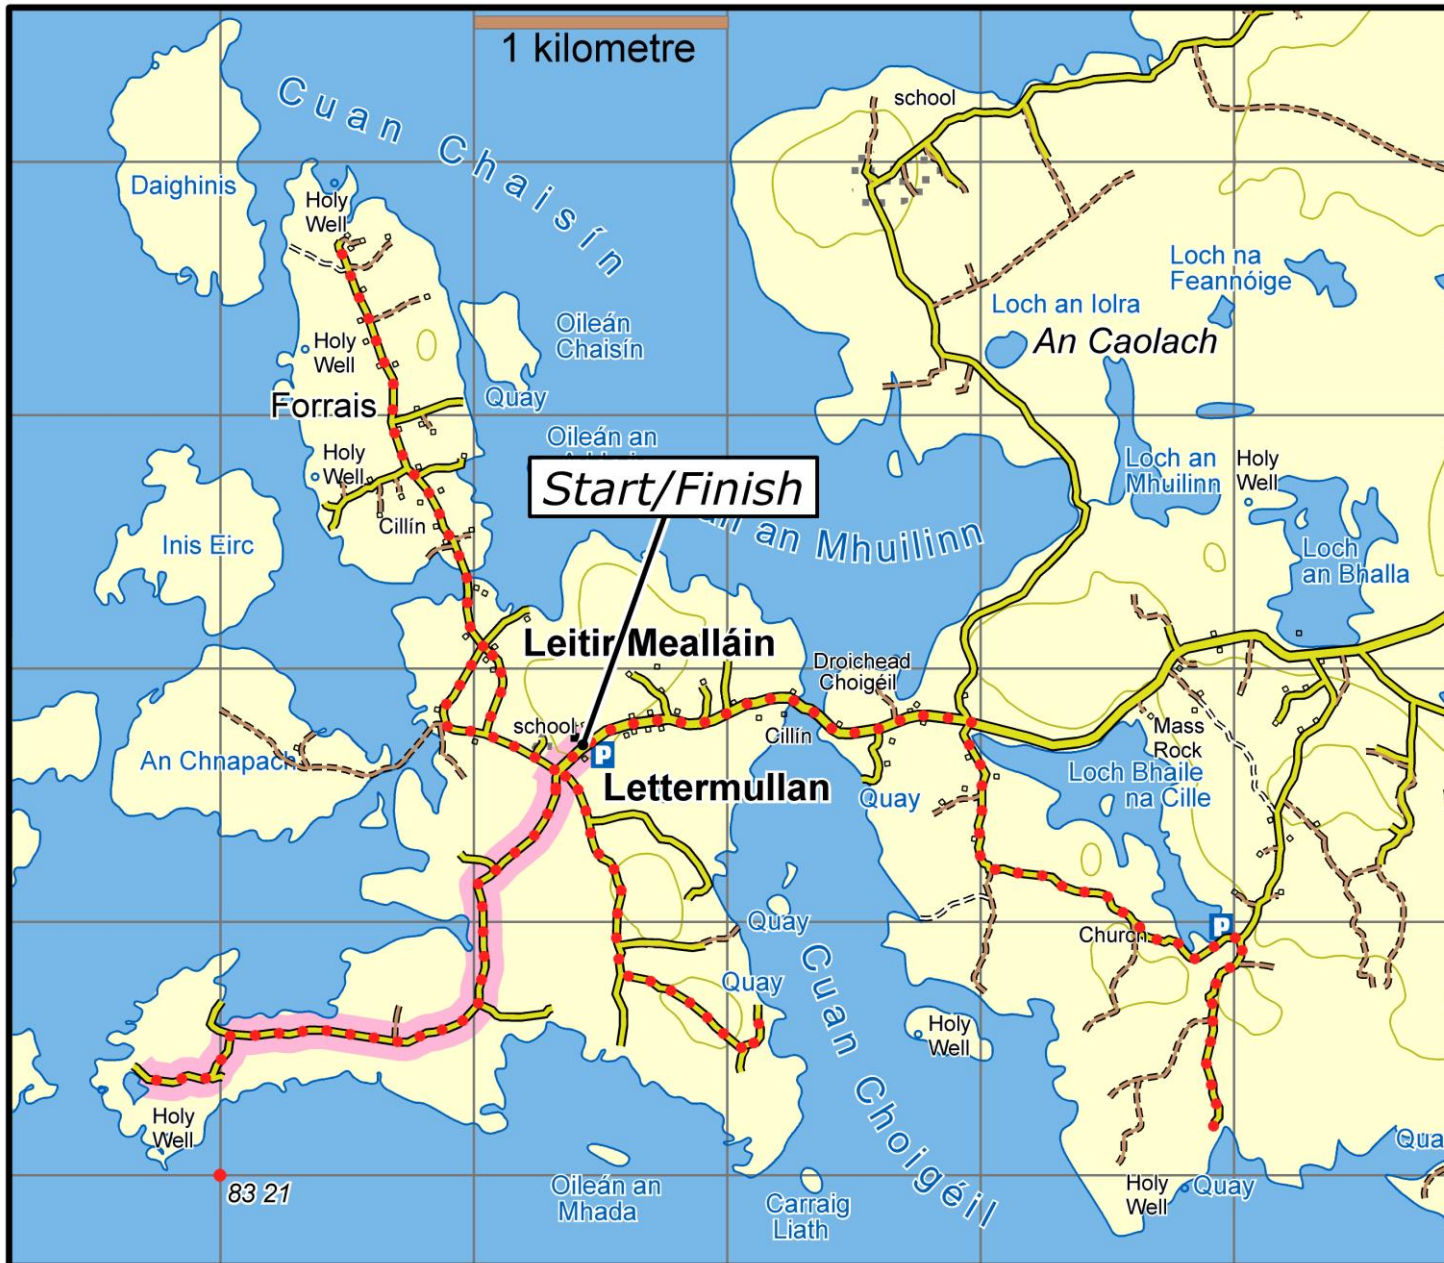 1 kilometre
Cuan Chaisín
school
Daighinis
Holy
Well
Loch na
Feannóige
Loch an Iolra
An Caolach
Oileán
Chaisín
Holy
Well
Forrais
Quay
Oileán an
Start/Finish
an Mhuilinn
Holy
Well
Cillín
Loch an
Mhuilinn
Holy
Well
Inis Eirc
Loch
an Bhalla
Leitir Mealláin
Droichead
Choigéil
school
Cillín
Mass
Rock
An Chnapach
P
Lettermullan
Loch Bhaile
na Cille
Quay
Quay
Cuan Choigéil
P
Church
Quay
Holy
Well
Holy
Well
83 21
Oileán an
Mhada
Carraig
Liath
Holy
Well
Quay
Qua